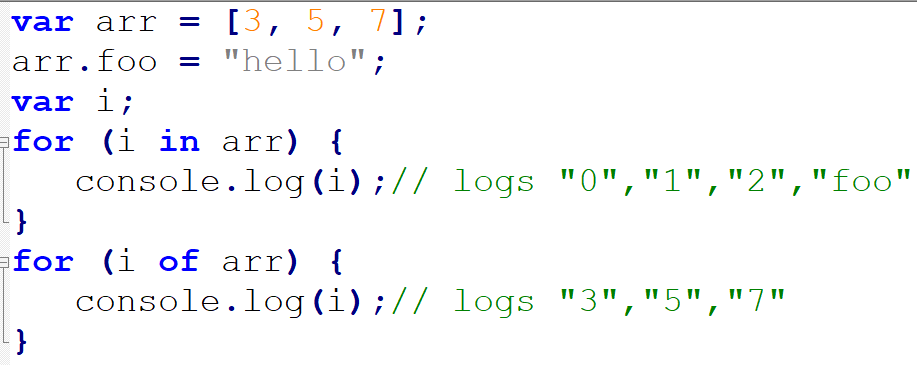 var arr = [3, 5, 7];
arr.foo = "hello";
var i;
for (i in arr) {
   console.log(i);// logs "0","1","2","foo"
}
for (i of arr) {
   console.log(i);// logs "3","5","7"
}